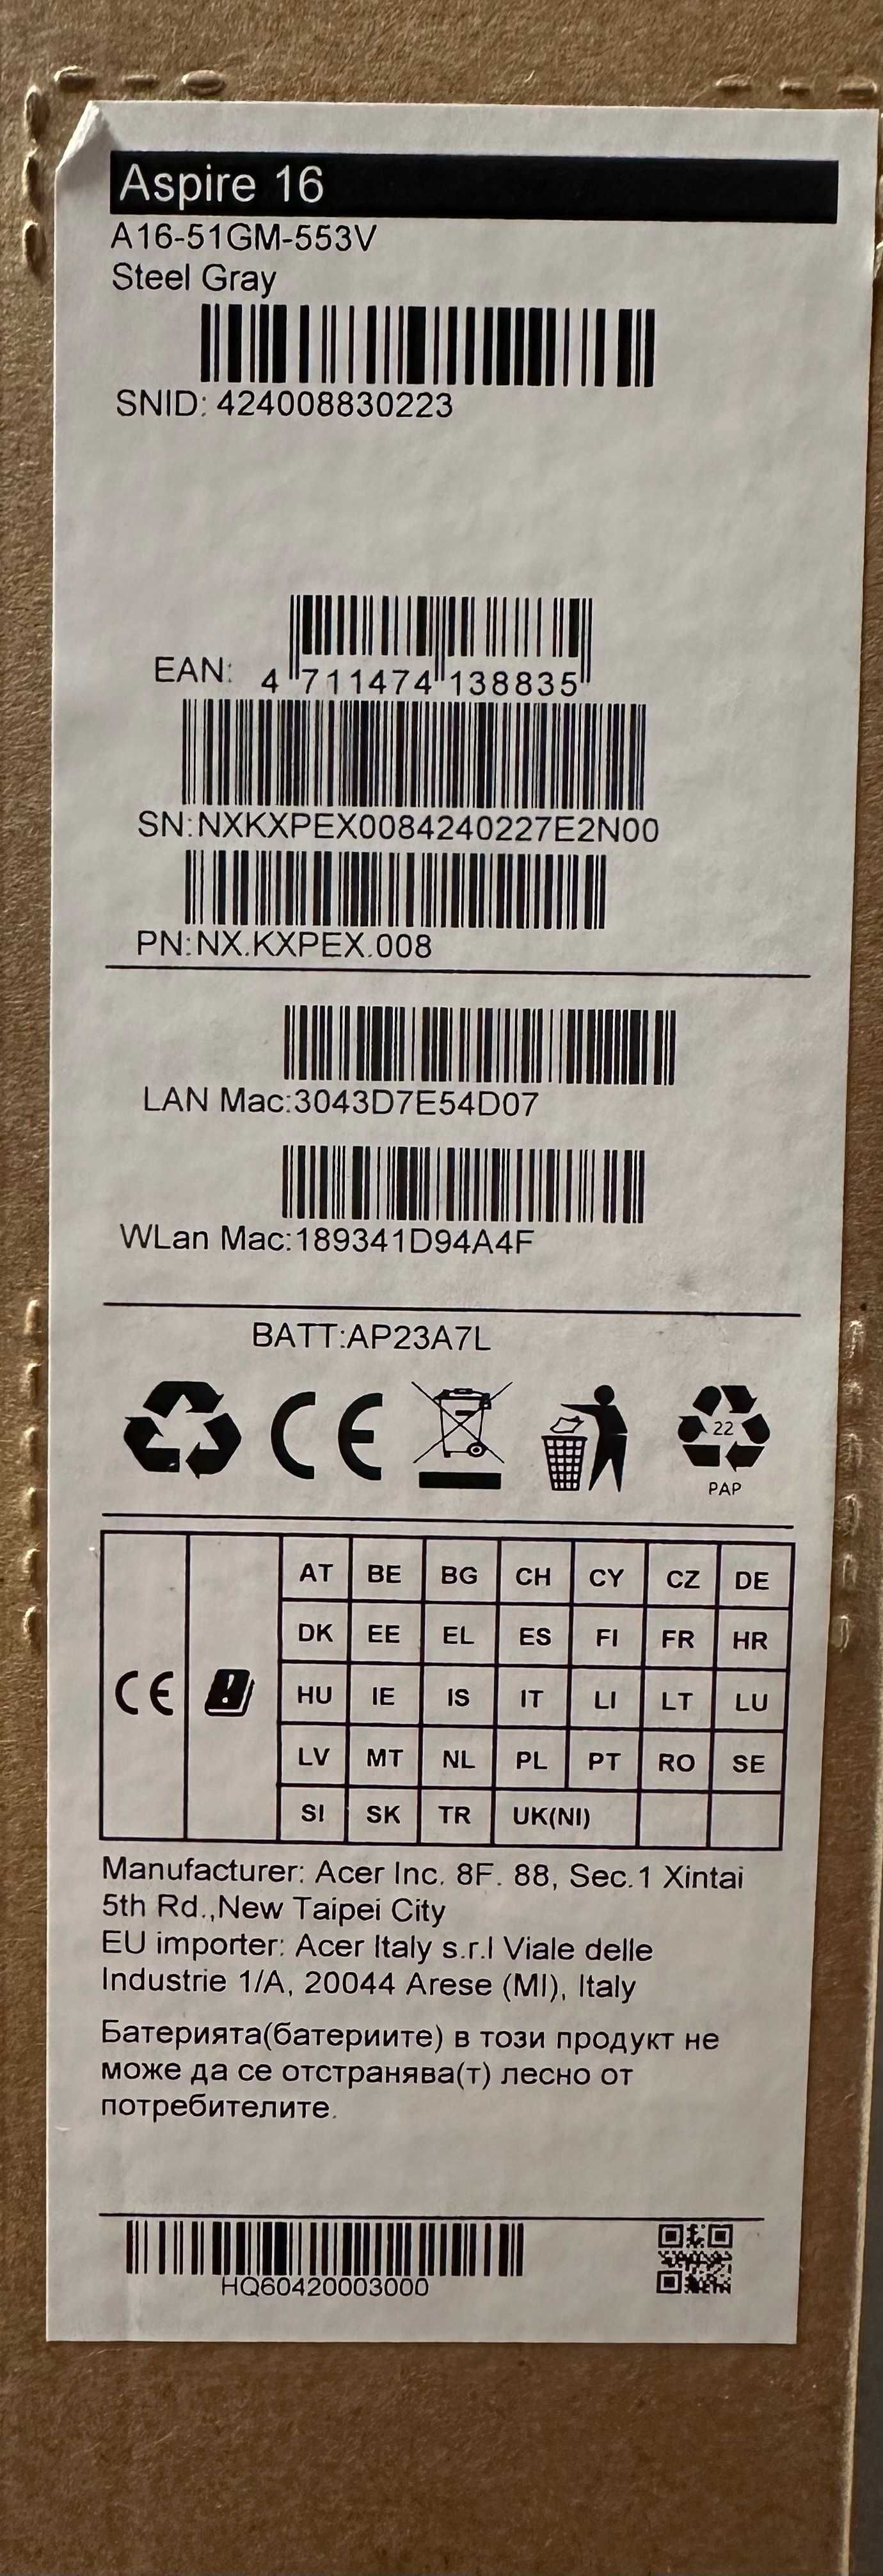 Aspire 16
A16-51GM-553V
Steel Gray
SNID: 424008830223
EAN: 4 711474 138835
SN:NXKXPEX0084240227E2N00
PN:NX.KXPEX.008
LAN Mac:3043D7E54D07
WLan Mac:189341D94A4F
BATT:AP23A7L
CE
22
PAP
AT BE BG CH CY CZ DE
DK EE EL ES FI FR HR
CE HU IE IS IT LI LT LU
LV MT NL PL PT RO SE
SI SK TR UK(NI)
Manufacturer: Acer Inc. 8F. 88, Sec.1 Xintai
5th Rd.,New Taipei City
EU importer: Acer Italy s.r.l Viale delle
Industrie 1/A, 20044 Arese (MI), Italy
Батерията(батериите) в този продукт не
може да се отстранява(т) лесно от
потребителите.
HQ60420003000